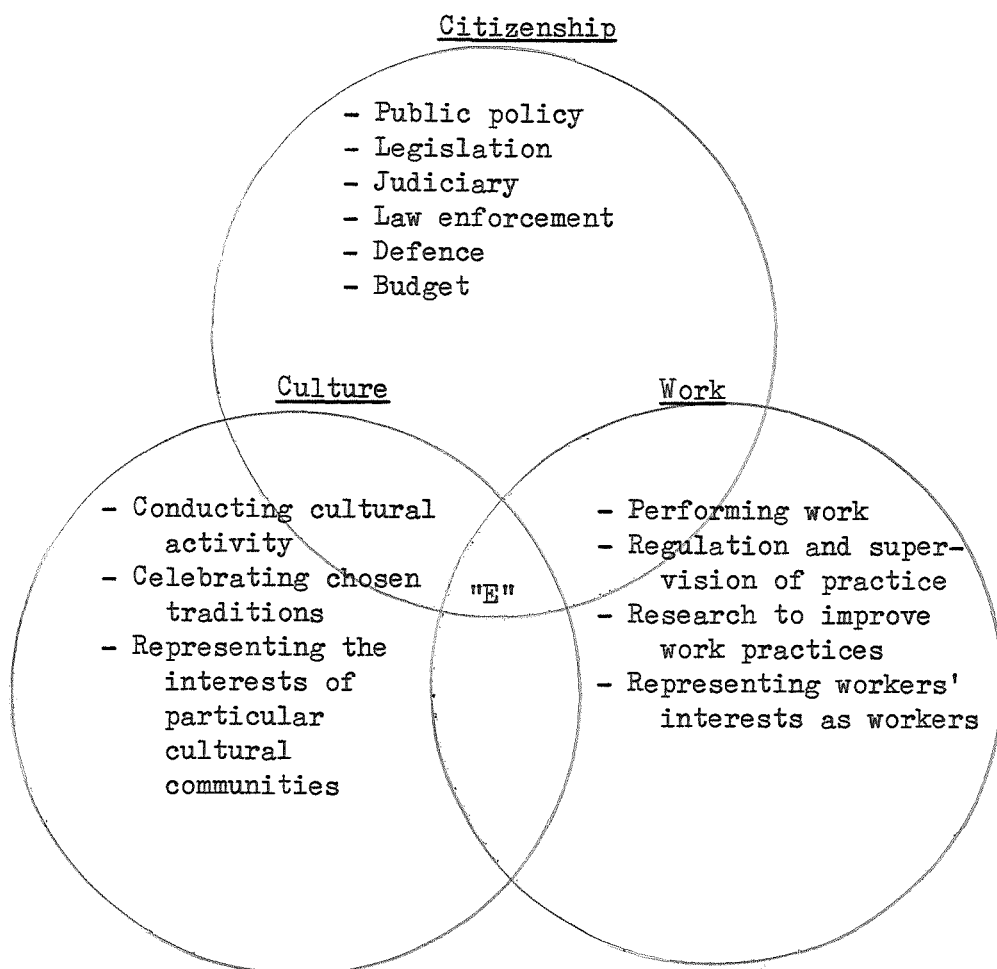 Citizenship
- Public policy
- Legislation
- Judiciary
- Law enforcement
- Defence
- Budget
Culture
- Conducting cultural
activity
- Celebrating chosen
traditions
- Representing the
interests of
particular
cultural
communities
"E"
Work
- Performing work
- Regulation and super-
vision of practice
- Research to improve
work practices
- Representing workers'
interests as workers